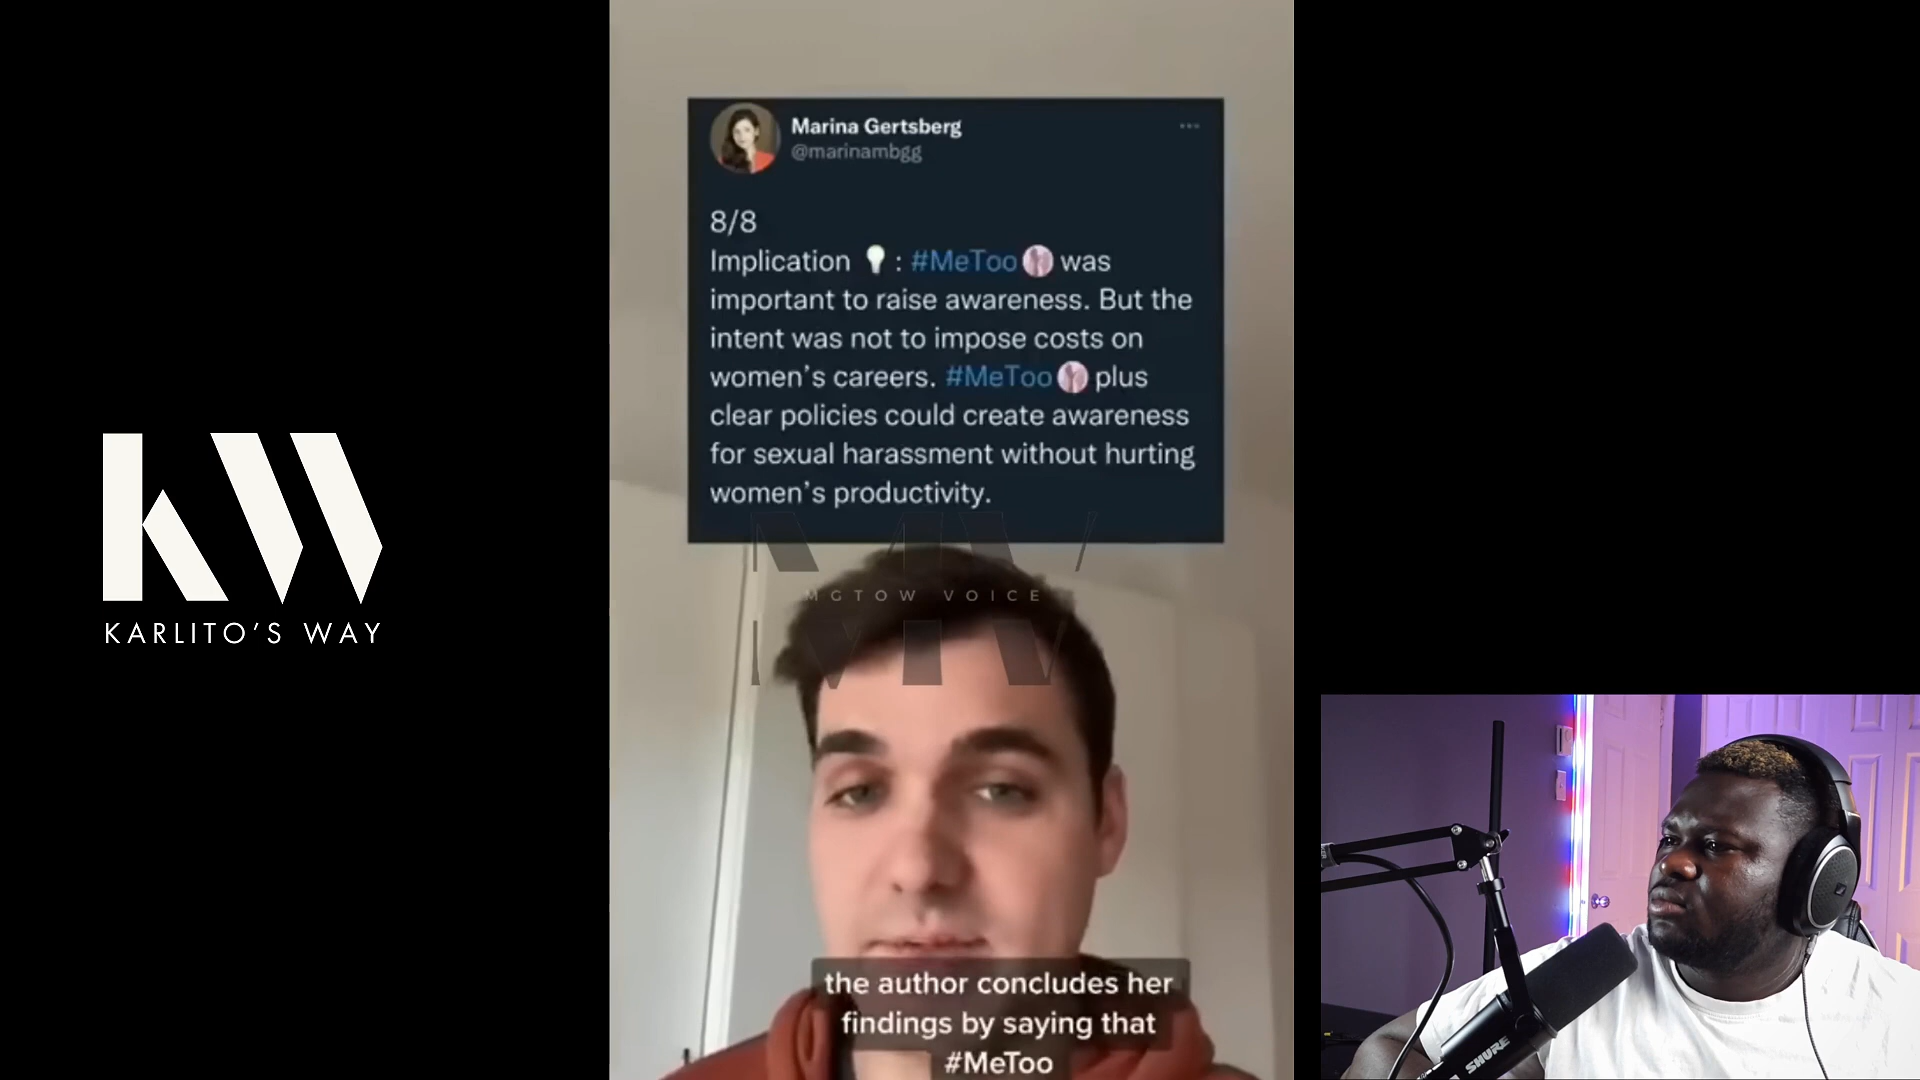 Marina Gertsberg
@marinambgg
8/8
Implication : #MeToo was
important to raise awareness. But the
intent was not to impose costs on
women's careers. #MeToo plus
clear policies could create awareness
for sexual harassment without hurting
women's productivity.
MV
MGTOW VOICE
KW
KARLITO'S WAY
the author concludes her
findings by saying that
#MeToo
SHURE